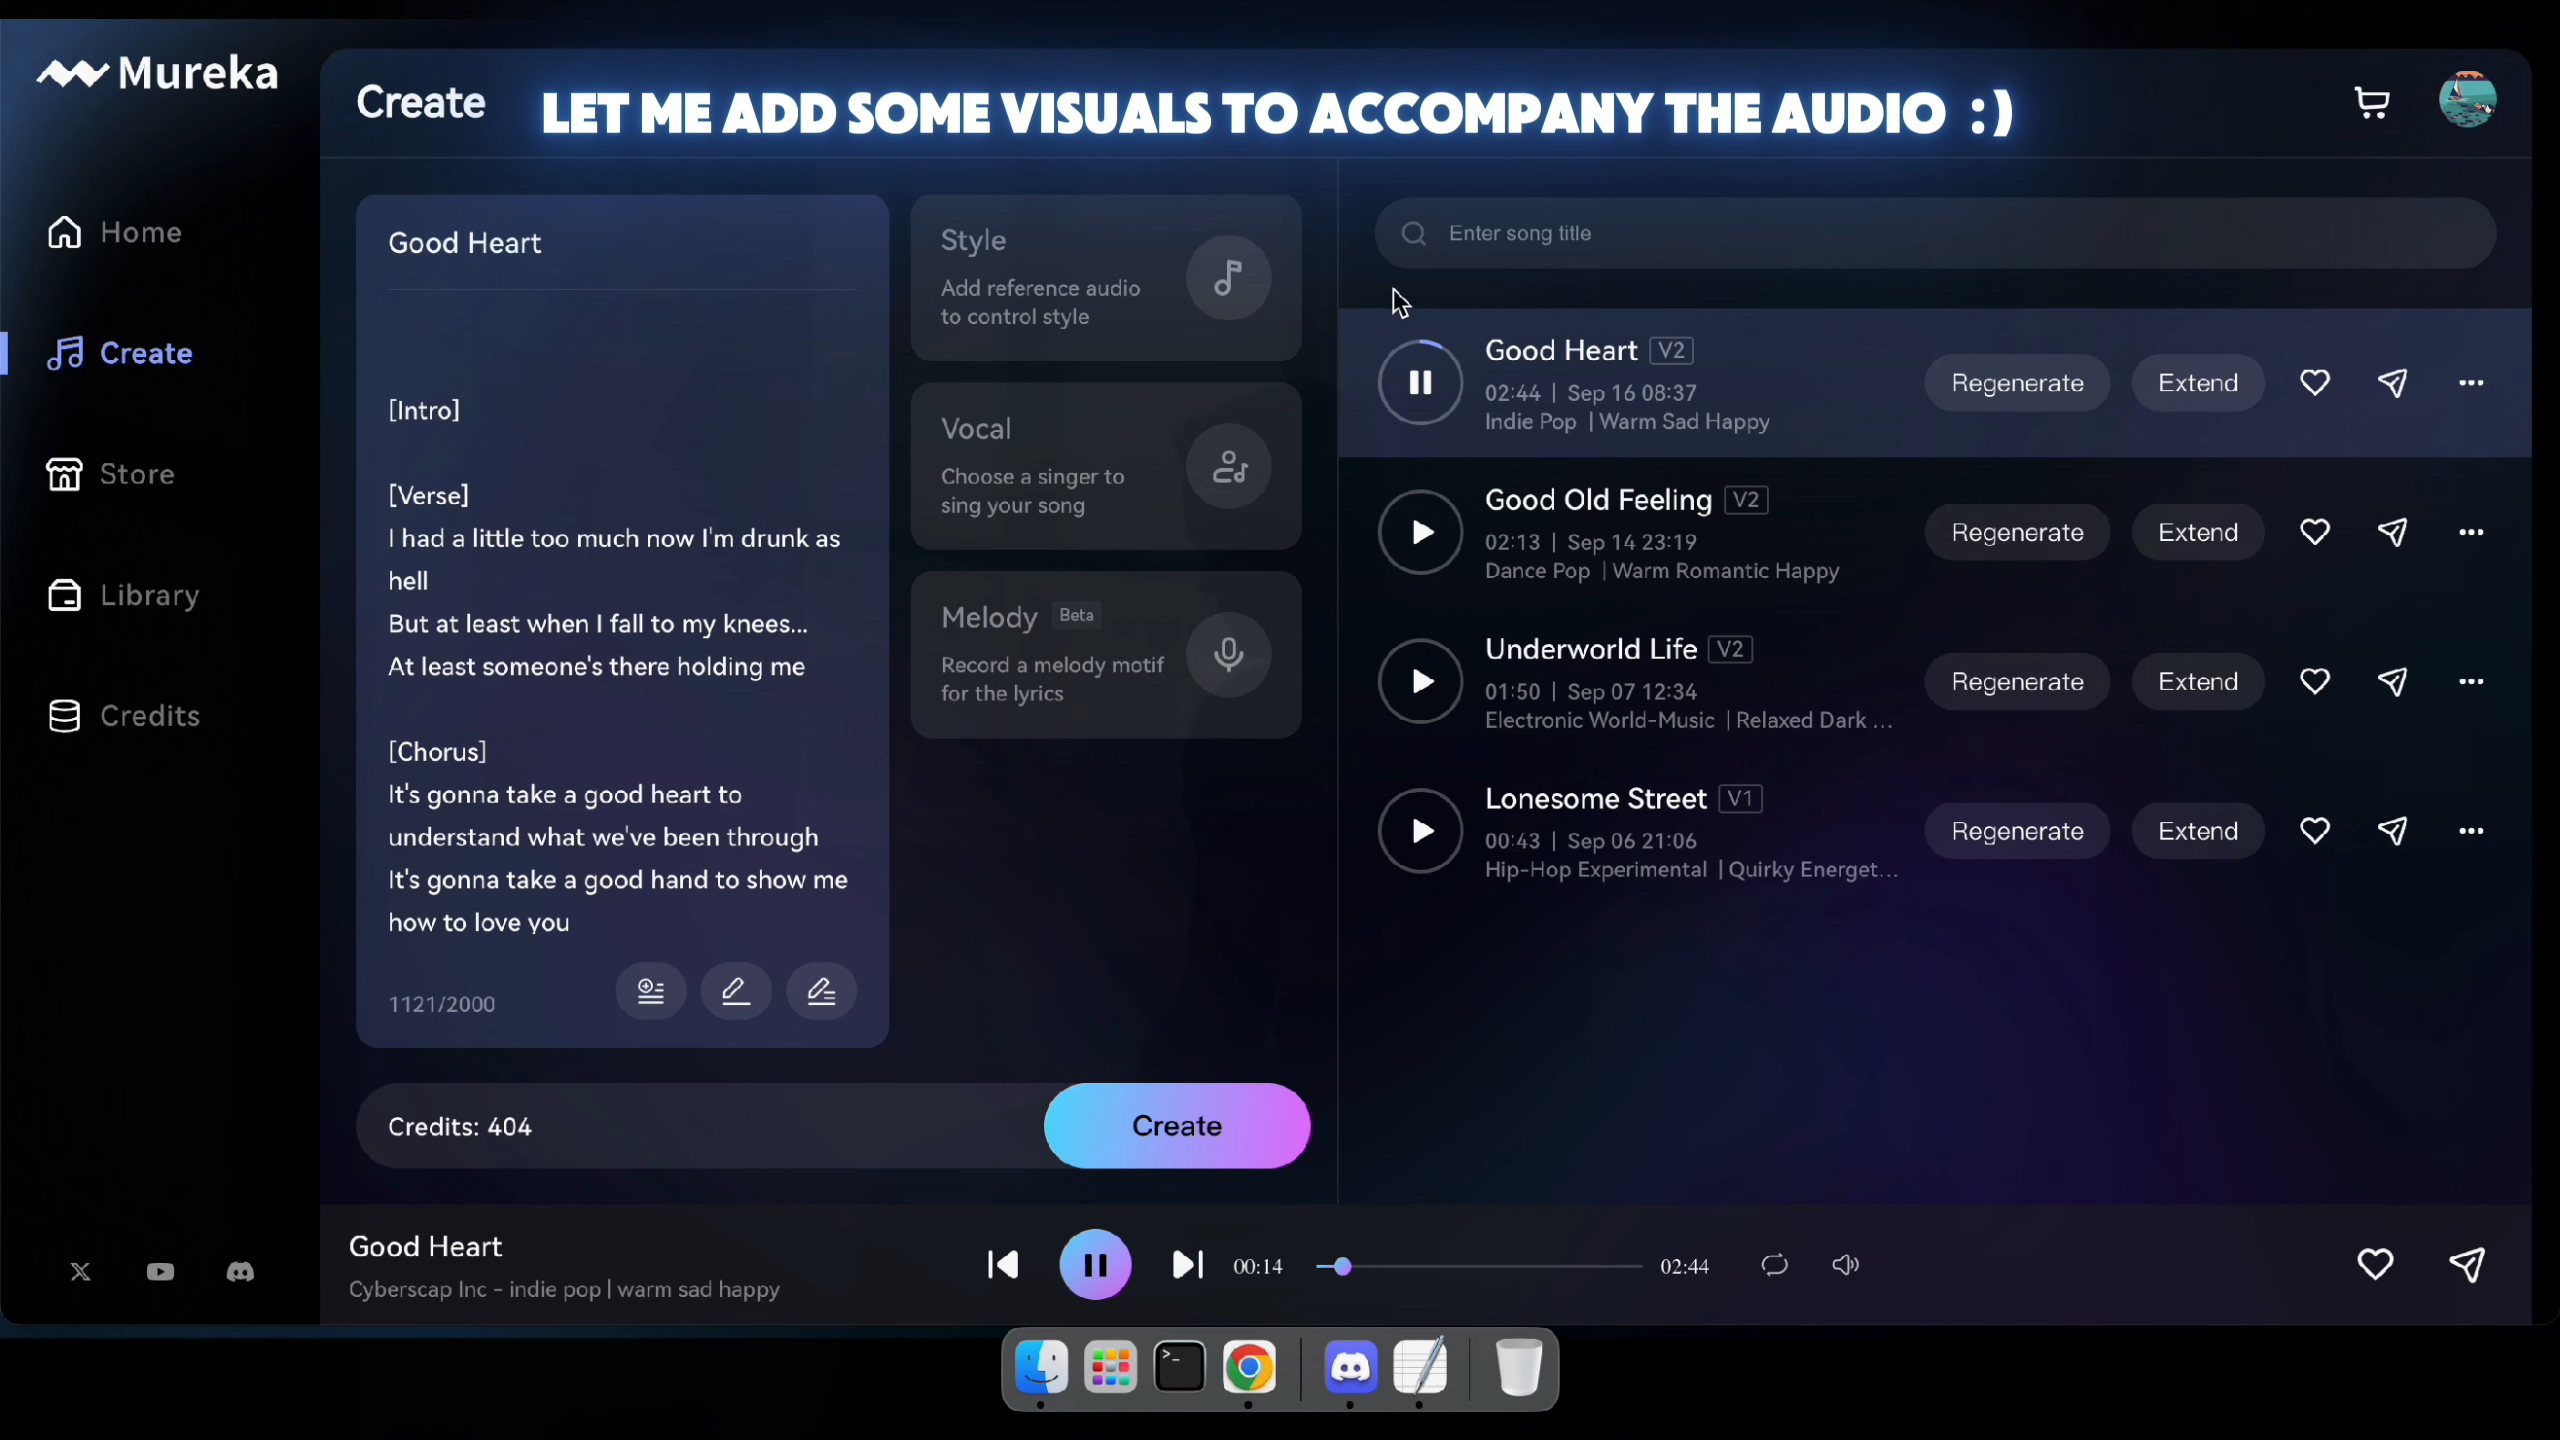 Mureka
Create
LET ME ADD SOME VISUALS TO ACCOMPANY THE AUDIO :)
Home
Create
Store
Library
Credits
Good Heart
[Intro]
[Verse]
I had a little too much now I'm drunk as
hell
But at least when I fall to my knees...
At least someone's there holding me
[Chorus]
It's gonna take a good heart to
understand what we've been through
It's gonna take a good hand to show me
how to love you
1121/2000
Style
Add reference audio
to control style
Vocal
Choose a singer to
sing your song
Melody Beta
Record a melody motif
for the lyrics
Credits: 404
Create
Enter song title
Good Heart V2
02:44 | Sep 16 08:37
Indie Pop | Warm Sad Happy
Regenerate
Extend
Good Old Feeling V2
02:13 | Sep 14 23:19
Dance Pop | Warm Romantic Happy
Regenerate
Extend
Underworld Life V2
01:50 | Sep 07 12:34
Electronic World-Music | Relaxed Dark ...
Regenerate
Extend
Lonesome Street V1
00:43 | Sep 06 21:06
Hip-Hop Experimental | Quirky Energet...
Regenerate
Extend
Good Heart
Cyberscap Inc - indie pop | warm sad happy
00:14
02:44